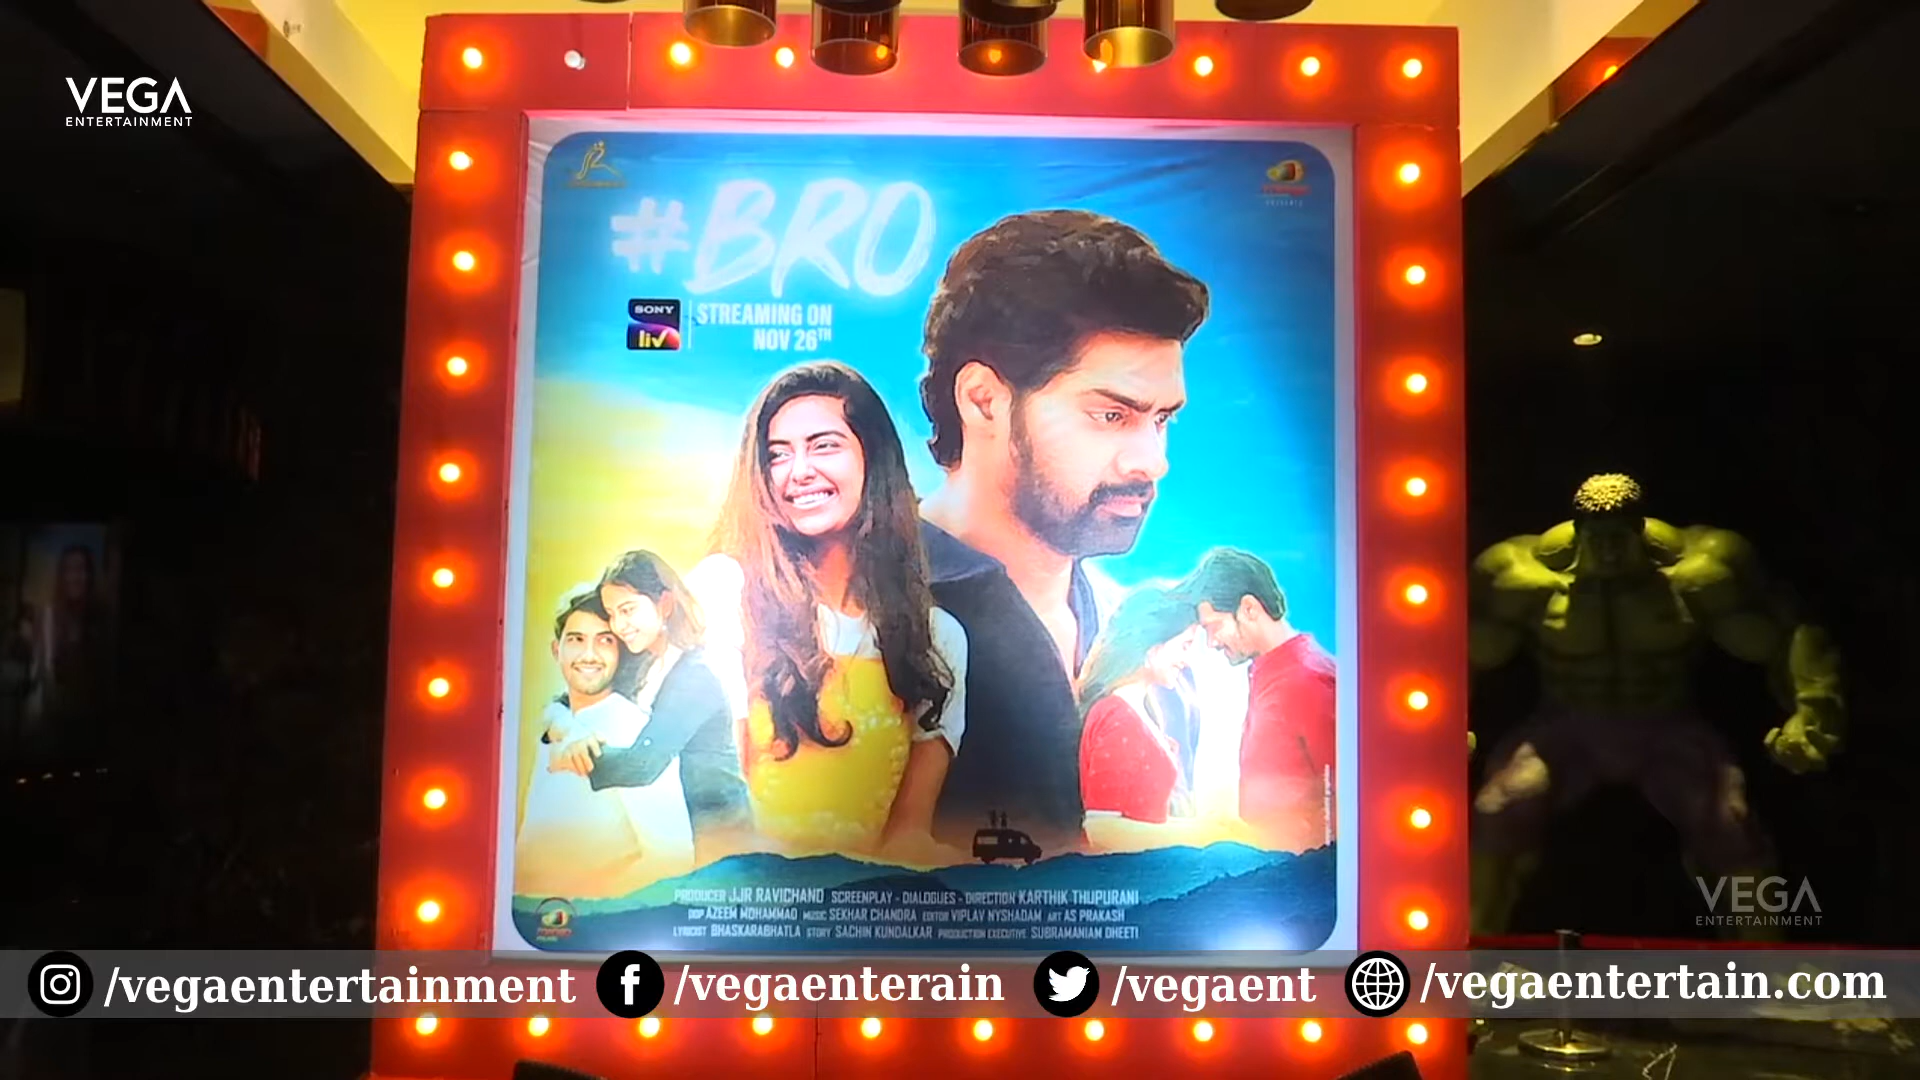 VEGA
ENTERTAINMENT
#BRO
SONY
liv
STREAMING ON
NOV 26TH
PRESENTS
PRODUCER JJR RAVICHAND SCREENPLAY - DIALOGUES - DIRECTION KARTHIK THUPURANI
DOP AZEEM MOHAMMAD MUSIC SEKHAR CHANDRA EDITOR VIPLAV NYSHADAM ART AS PRAKASH
LYRICIST BHASKARABHATLA STORY SACHIN KUNDALKAR PRODUCTION EXECUTIVE SUBRAMANIAM DHEETI
VEGA
ENTERTAINMENT
/vegaentertainment /vegaenterain /vegaent /vegaentertain.com